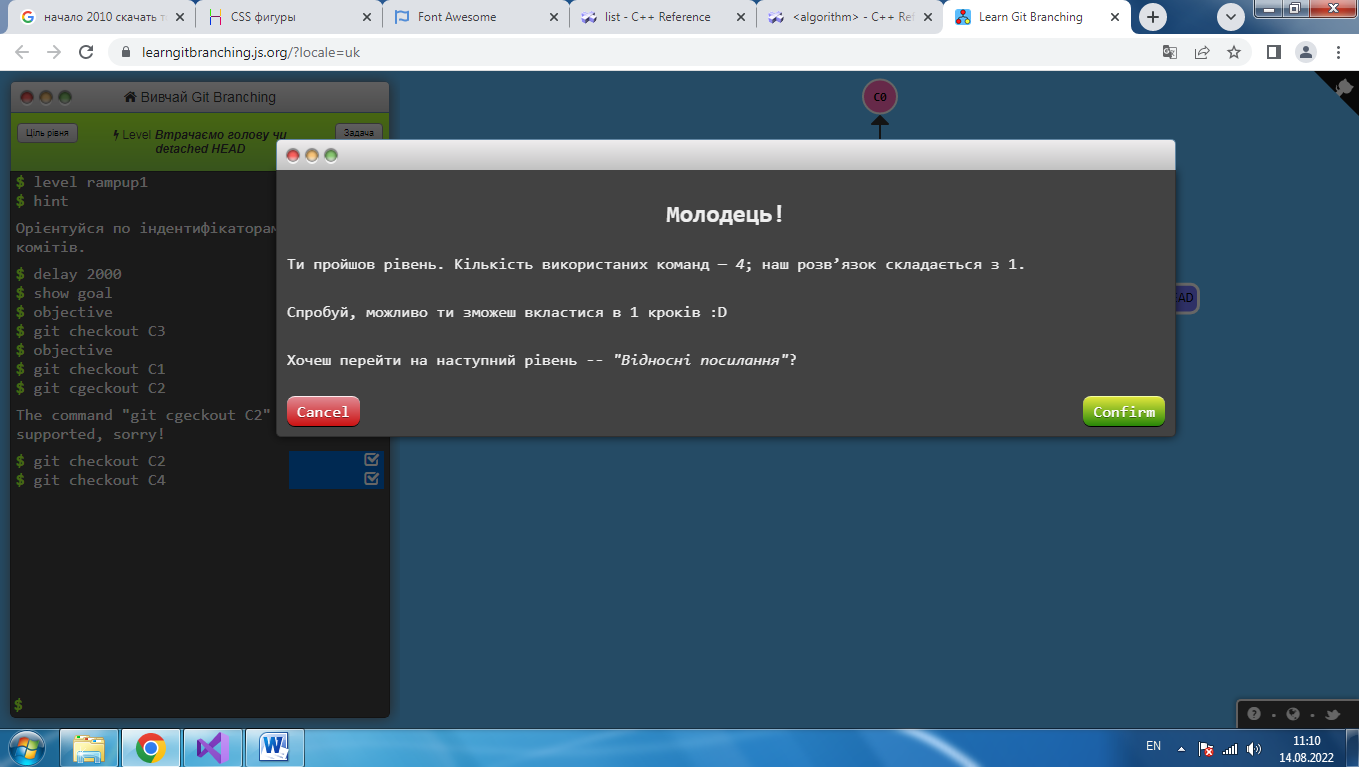 начало 2010 скачать т
CSS фигуры
Font Awesome
list - C++ Reference
<algorithm> - C++ Ref
Learn Git Branching
learngitbranching.js.org/?locale=uk
Вивчай Git Branching
Ціль рівня
Level Втрачаємо голову чи
detached HEAD
Задача
C0
$ level rampup1
$ hint
Орієнтуйся по індентифікаторам
комітів.
$ delay 2000
$ show goal
$ objective
$ git checkout C3
$ objective
$ git checkout C1
$ git cgeckout C2
The command "git cgeckout C2"
supported, sorry!
$ git checkout C2
$ git checkout C4
$
Молодець!
Ти пройшов рівень. Кількість використаних команд – 4; наш розв’язок складається з 1.
Спробуй, можливо ти зможеш вкластися в 1 кроків :D
Хочеш перейти на наступний рівень -- "Відносні посилання"?
Cancel
Confirm
EAD
EN
11:10
14.08.2022